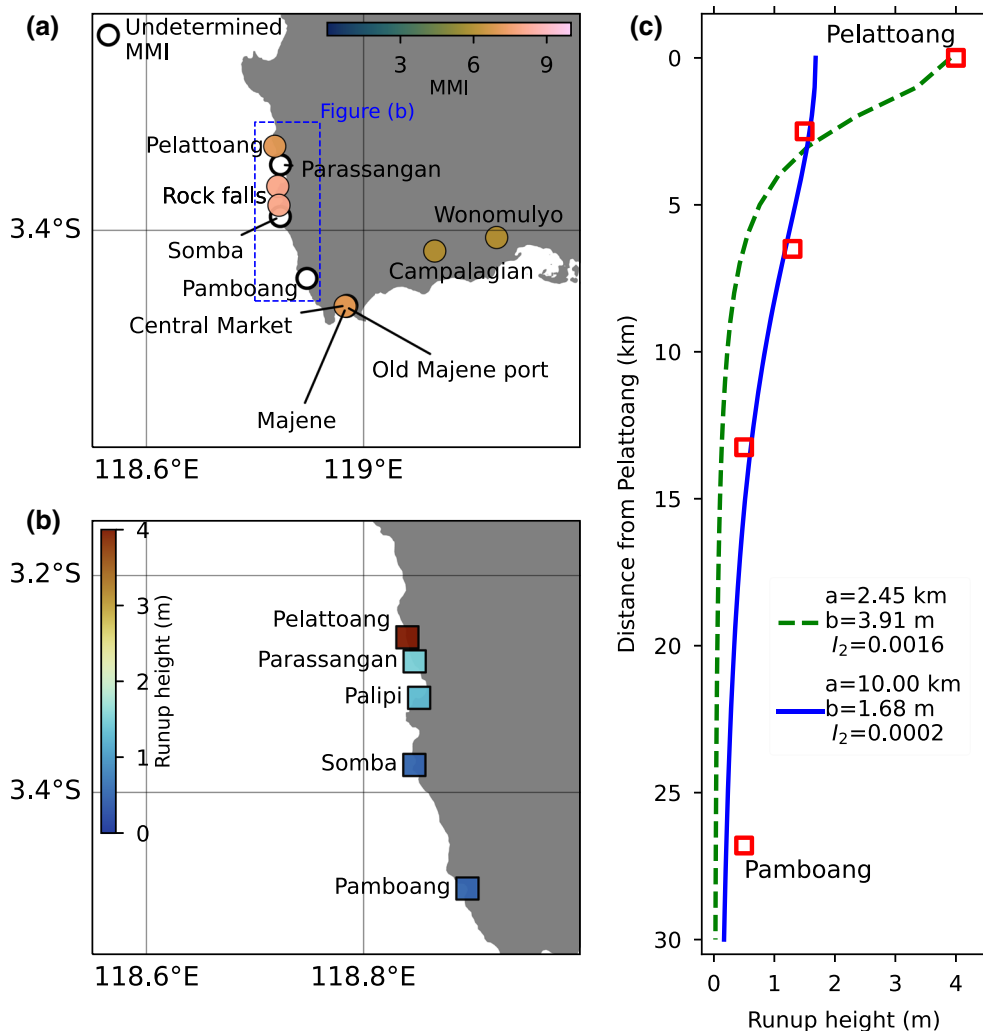 (a)
Undetermined
MMI
3
6
9
MMI
Figure (b)
Pelattoang
Parassangan
Rock falls
Wonomulyo
3.4°S
Somba
Campalagian
Pamboang
Central Market
Old Majene port
Majene
118.6°E
119°E
(b)
4
3
2
1
0
Runup height (m)
3.2°S
Pelattoang
Parassangan
Palipi
Somba
3.4°S
Pamboang
118.6°E
118.8°E
(c)
Pelattoang
0
5
10
15
20
25
30
Distance from Pelattoang (km)
a=2.45 km
b=3.91 m
I₂=0.0016
a=10.00 km
b=1.68 m
I₂=0.0002
Pamboang
0 1 2 3 4
Runup height (m)